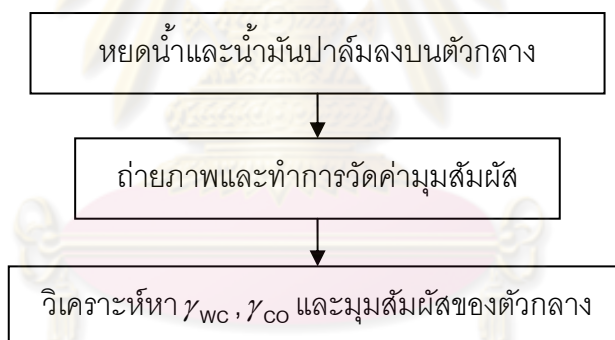 หยดน้ำและน้ำมันปาล์มลงบนตัวกลาง
ถ่ายภาพและทำการวัดค่ามุมสัมผัส
วิเคราะห์หา γwc , γco และมุมสัมผัสของตัวกลาง